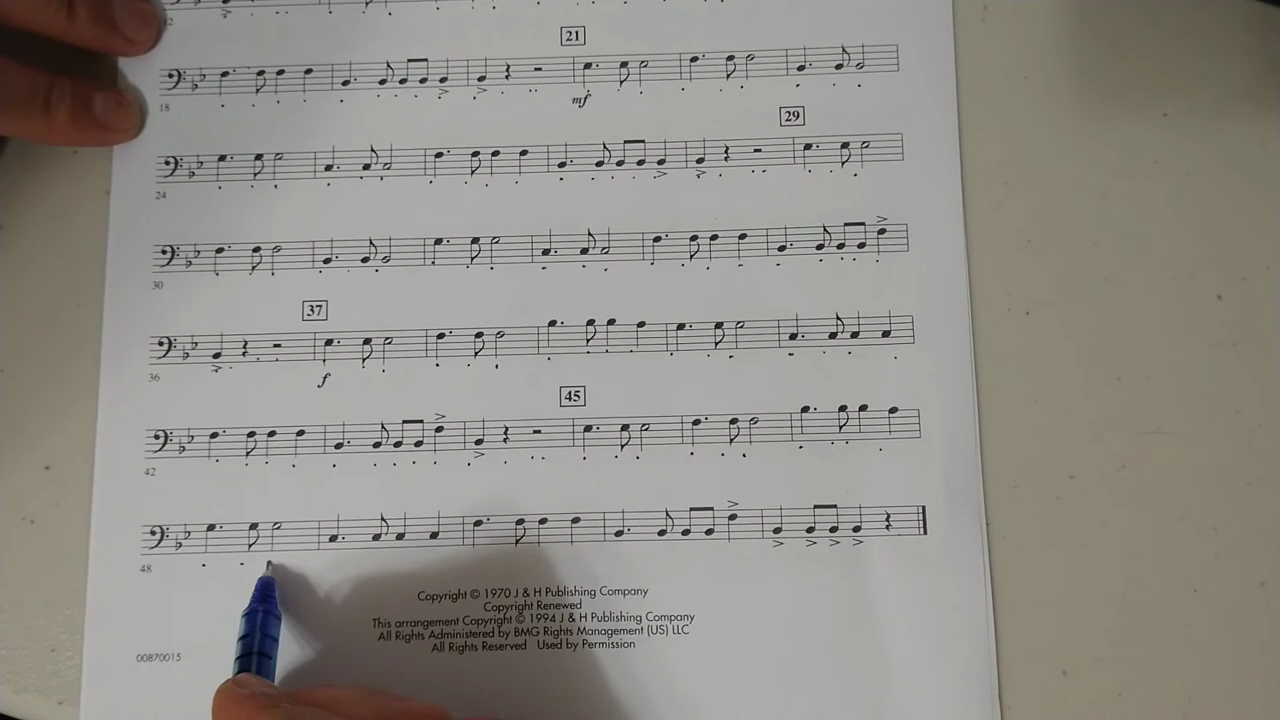 21
18
mf
29
24
30
37
36
f
45
42
48
Copyright © 1970 J & H Publishing Company
Copyright Renewed
This arrangement Copyright © 1994 J & H Publishing Company
All Rights Administered by BMG Rights Management (US) LLC
All Rights Reserved Used by Permission
00870015